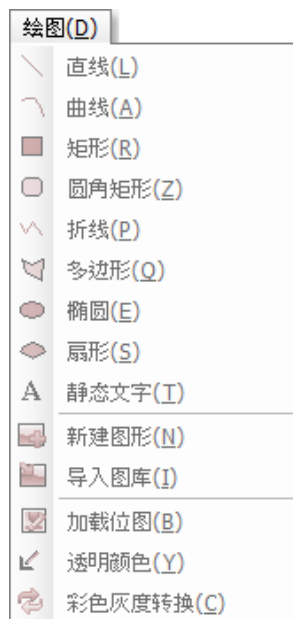 绘图(D)
直线(L)
曲线(A)
矩形(R)
圆角矩形(Z)
折线(P)
多边形(O)
椭圆(E)
扇形(S)
A 静态文字(T)
新建图形(N)
导入图库(I)
加载位图(B)
透明颜色(Y)
彩色灰度转换(C)